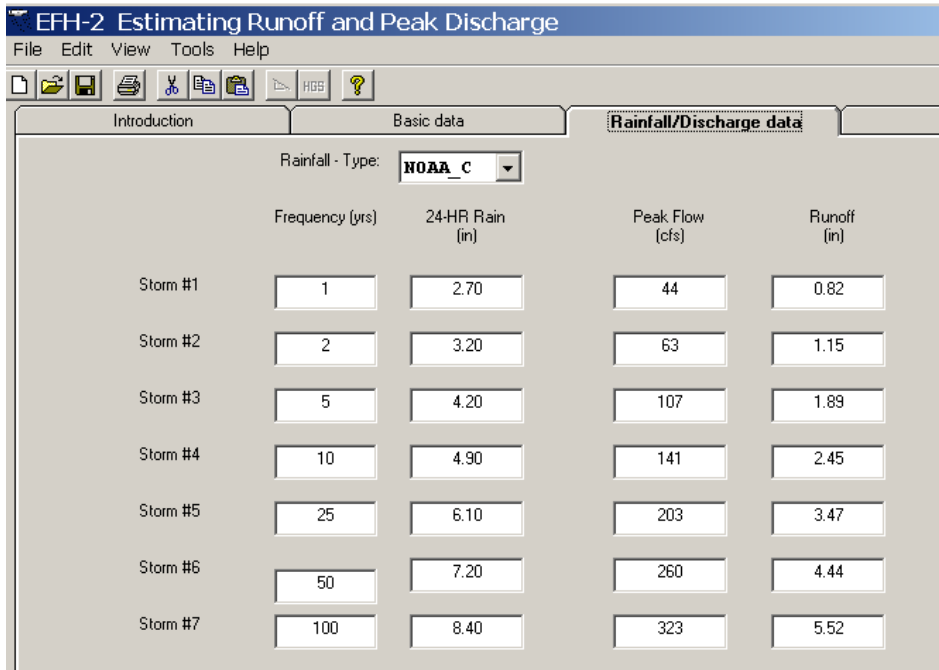 EFH-2 Estimating Runoff and Peak Discharge
File Edit View Tools Help
HGS ?
Introduction Basic data Rainfall/Discharge data
Rainfall - Type: NOAA_C
Frequency (yrs) 24-HR Rain (in) Peak Flow (cfs) Runoff (in)
Storm #1 1 2.70 44 0.82
Storm #2 2 3.20 63 1.15
Storm #3 5 4.20 107 1.89
Storm #4 10 4.90 141 2.45
Storm #5 25 6.10 203 3.47
Storm #6 50 7.20 260 4.44
Storm #7 100 8.40 323 5.52